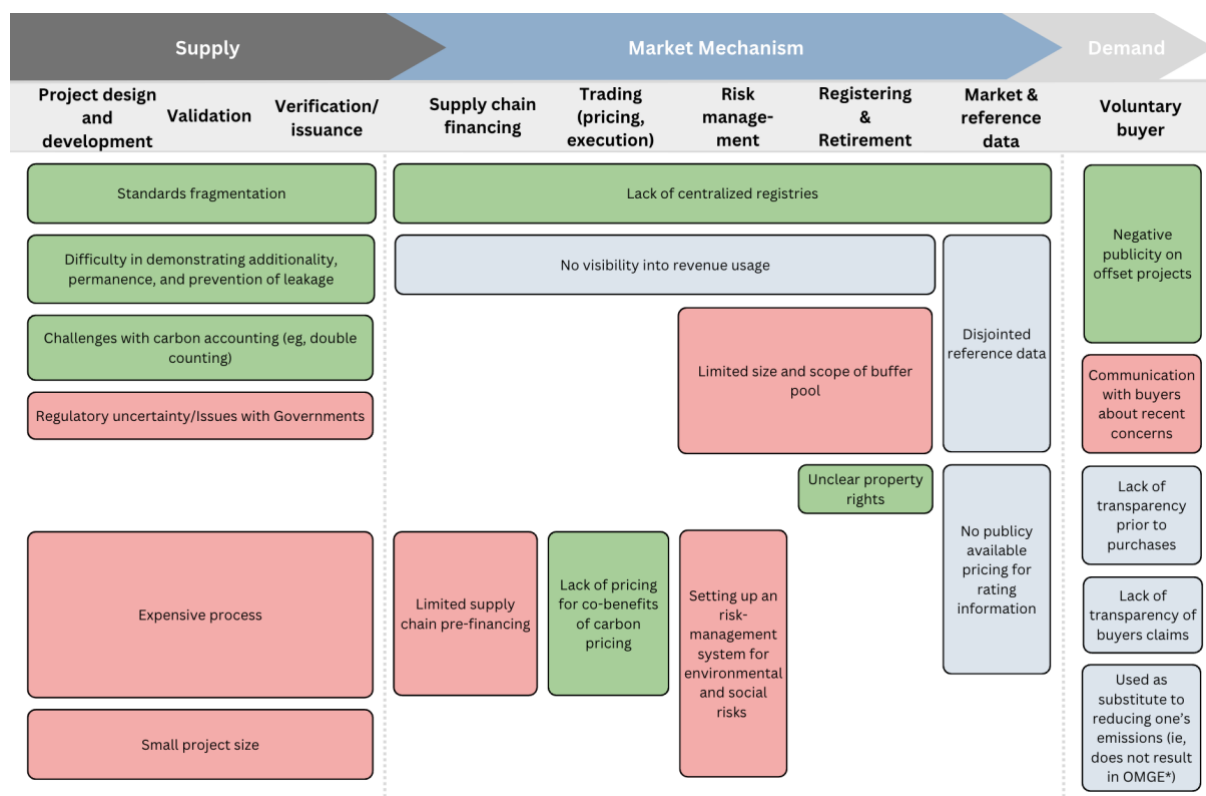 Supply
Market Mechanism
Demand
Project design
and
development
Validation
Verification/
issuance
Supply chain
financing
Trading
(pricing,
execution)
Risk
manage-
ment
Registering
&
Retirement
Market &
reference
data
Voluntary
buyer
Standards fragmentation
Difficulty in demonstrating additionality,
permanence, and prevention of leakage
Challenges with carbon accounting (eg, double
counting)
Regulatory uncertainty/Issues with Governments
Expensive process
Small project size
Lack of centralized registries
No visibility into revenue usage
Limited size and scope of buffer
pool
Unclear property
rights
Limited supply
chain pre-financing
Lack of pricing
for co-benefits
of carbon
pricing
Setting up an
risk-
management
system for
environmental
and social
risks
Disjointed
reference data
No publicy
available
pricing for
rating
information
Negative
publicity on
offset projects
Communication
with buyers
about recent
concerns
Lack of
transparency
prior to
purchases
Lack of
transparency of
buyers claims
Used as
substitute to
reducing one's
emissions (ie,
does not result
in OMGE*)